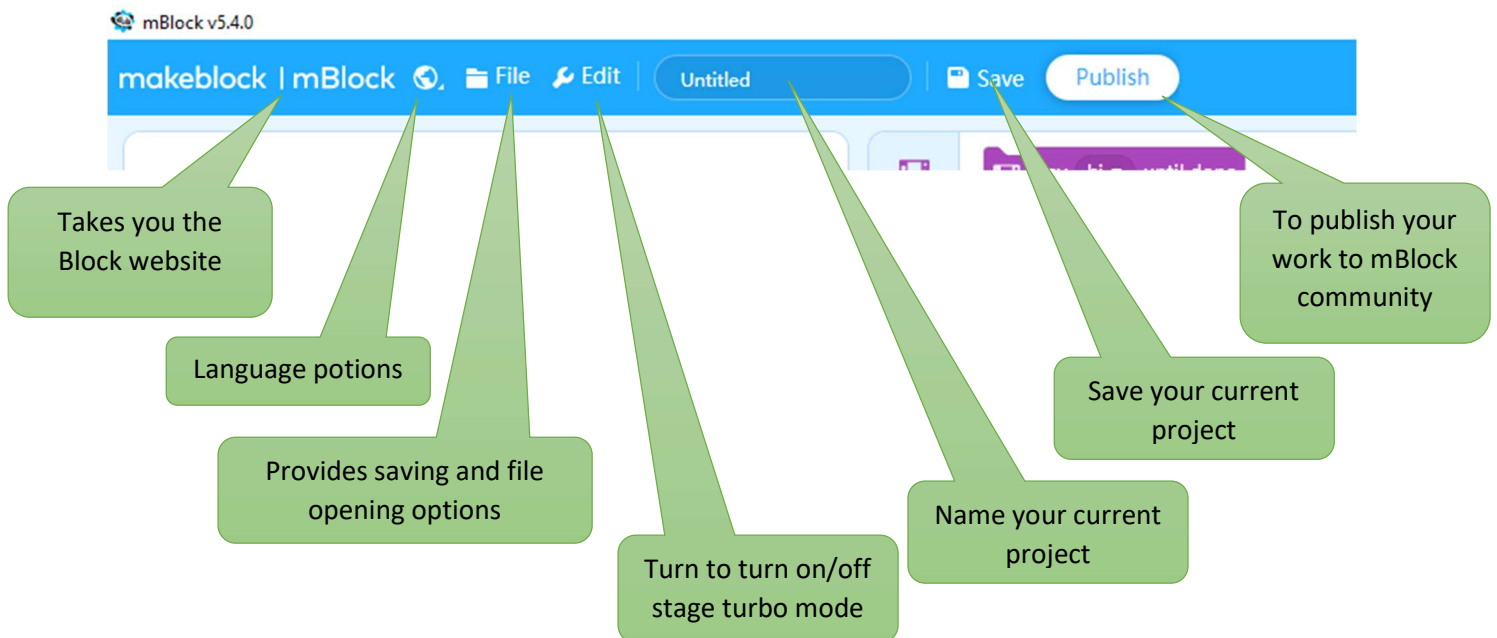 mBlock v5.4.0
makeblock | mBlock File Edit Untitled Save Publish
Takes you the
Block website
To publish your
work to mBlock
community
Language potions
Save your current
project
Provides saving and file
opening options
Name your current
project
Turn to turn on/off
stage turbo mode